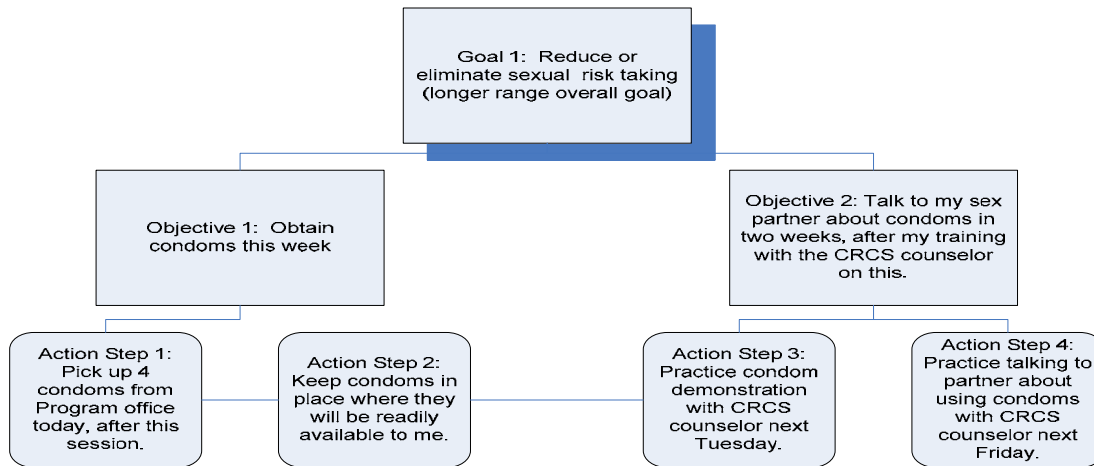 Goal 1:  Reduce or
eliminate sexual  risk taking
(longer range overall goal)
Objective 1:  Obtain
condoms this week
Objective 2: Talk to my sex
partner about condoms in
two weeks, after my training
with the CRCS counselor
on this.
Action Step 1:
Pick up 4
condoms from
Program office
today, after this
session.
Action Step 2:
Keep condoms in
place where they
will be readily
available to me.
Action Step 3:
Practice condom
demonstration
with CRCS
counselor next
Tuesday.
Action Step 4:
Practice talking to
partner about
using condoms
with CRCS
counselor next
Friday.